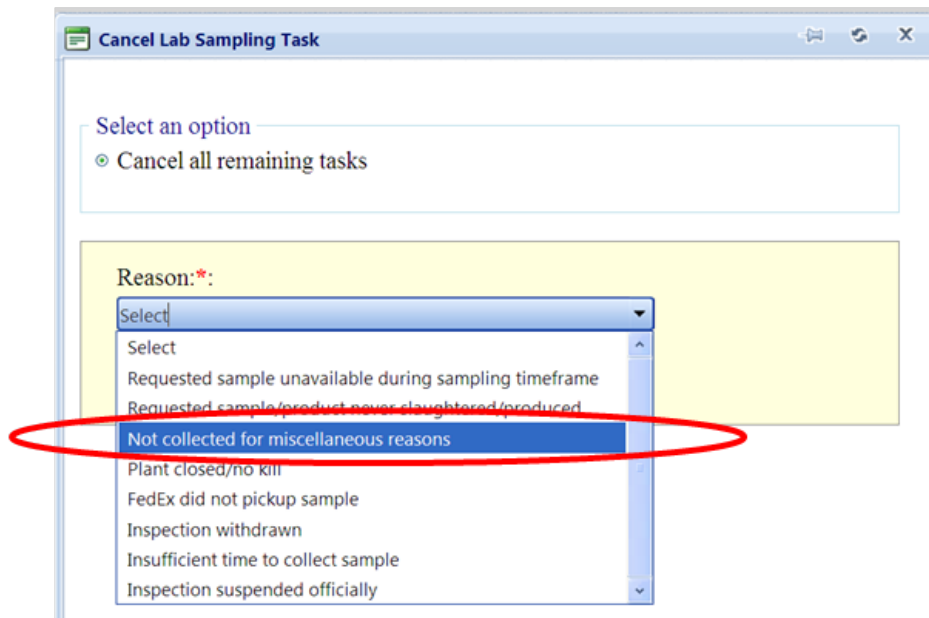 Cancel Lab Sampling Task
Select an option
Cancel all remaining tasks
Reason:*:
Select
Select
Requested sample unavailable during sampling timeframe
Requested sample/product never slaughtered/produced
Not collected for miscellaneous reasons
Plant closed/no kill
FedEx did not pickup sample
Inspection withdrawn
Insufficient time to collect sample
Inspection suspended officially